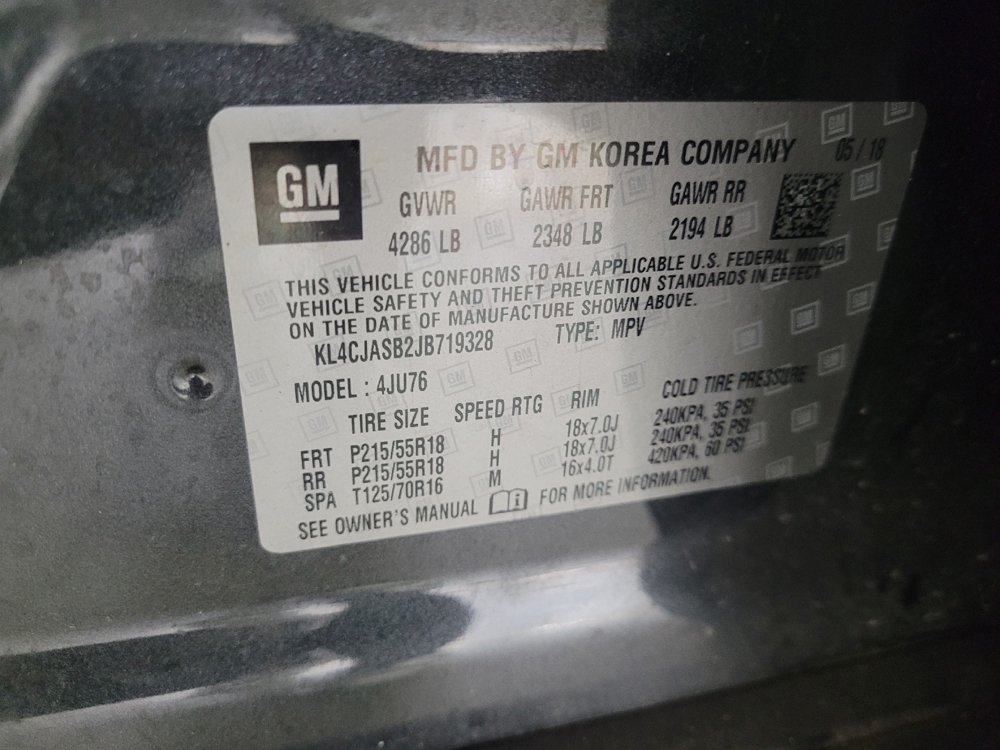 GM
MFD BY GM KOREA COMPANY 05 / 18
GVWR GAWR FRT GAWR RR
4286 LB 2348 LB 2194 LB
THIS VEHICLE CONFORMS TO ALL APPLICABLE U.S. FEDERAL MOTOR
VEHICLE SAFETY AND THEFT PREVENTION STANDARDS IN EFFECT
ON THE DATE OF MANUFACTURE SHOWN ABOVE.
KL4CJASB2JB719328 TYPE: MPV
MODEL : 4JU76
TIRE SIZE SPEED RTG RIM COLD TIRE PRESSURE
FRT P215/55R18 H 18x7.0J 240KPA, 35 PSI
RR P215/55R18 H 18x7.0J 240KPA, 35 PSI
SPA T125/70R16 M 16x4.0T 420KPA, 60 PSI
SEE OWNER'S MANUAL FOR MORE INFORMATION.